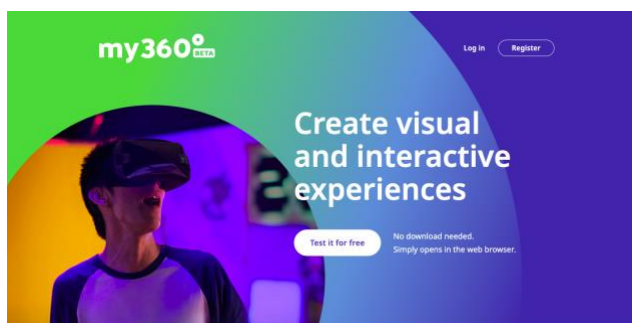 my360°
BETA
Log in
Register
Create visual
and interactive
experiences
Test it for free
No download needed.
Simply opens in the web browser.